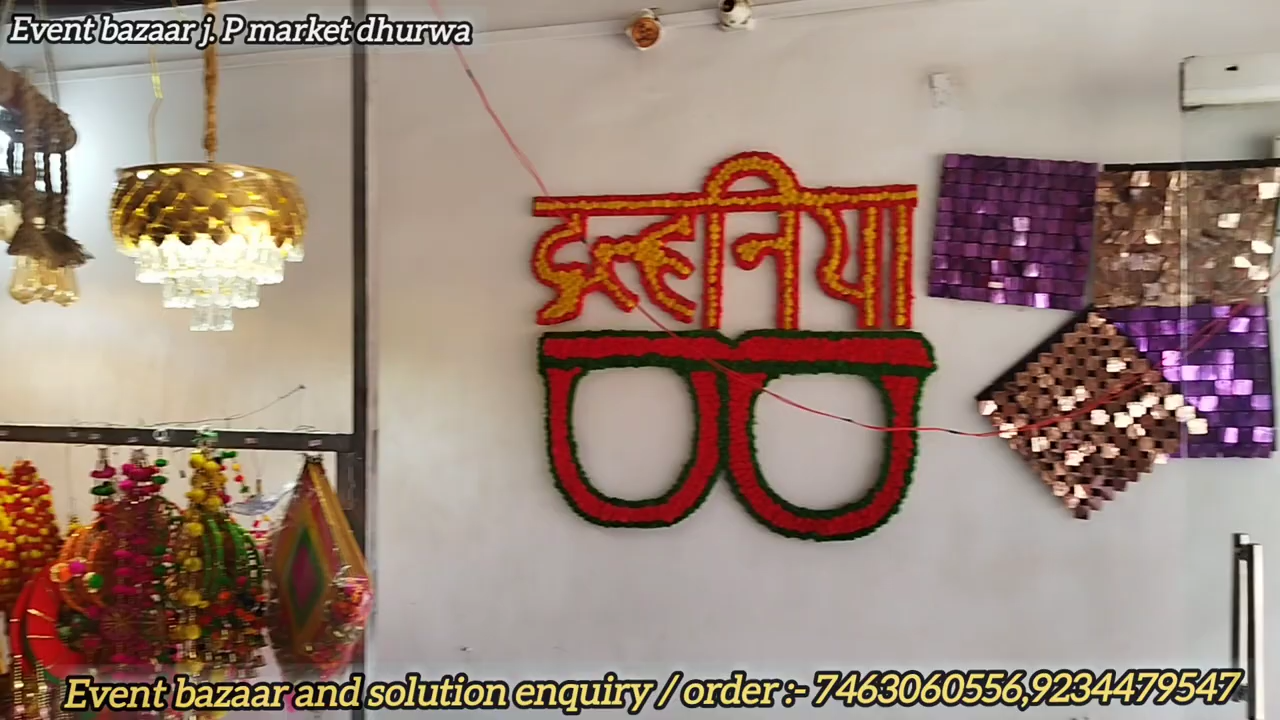 Event bazaar j. P market dhurwa
दुल्हनिया
Event bazaar and solution enquiry / order :- 7463060556,9234479547